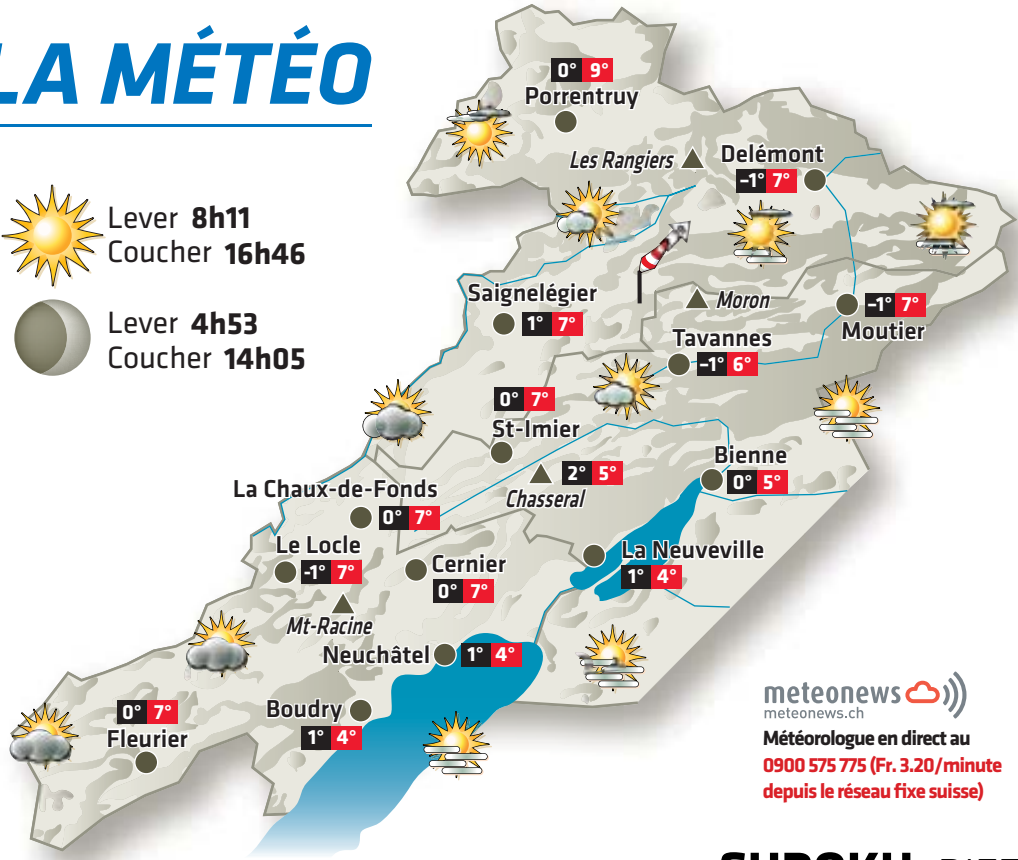 LA MÉTÉO
Lever 8h11
Coucher 16h46
Lever 4h53
Coucher 14h05
0° 9°
Porrentruy
Les Rangiers
Delémont
–1° 7°
Saignelégier
1° 7°
Moron
–1° 7°
Moutier
Tavannes
–1° 6°
0° 7°
St-Imier
2° 5°
Chasseral
Bienne
0° 5°
La Chaux-de-Fonds
0° 7°
Le Locle
-1° 7°
Cernier
0° 7°
La Neuveville
1° 4°
Mt-Racine
Neuchâtel
1° 4°
Boudry
1° 4°
0° 7°
Fleurier
meteonews
meteonews.ch
Météorologue en direct au
0900 575 775 (Fr. 3.20/minute
depuis le réseau fixe suisse)